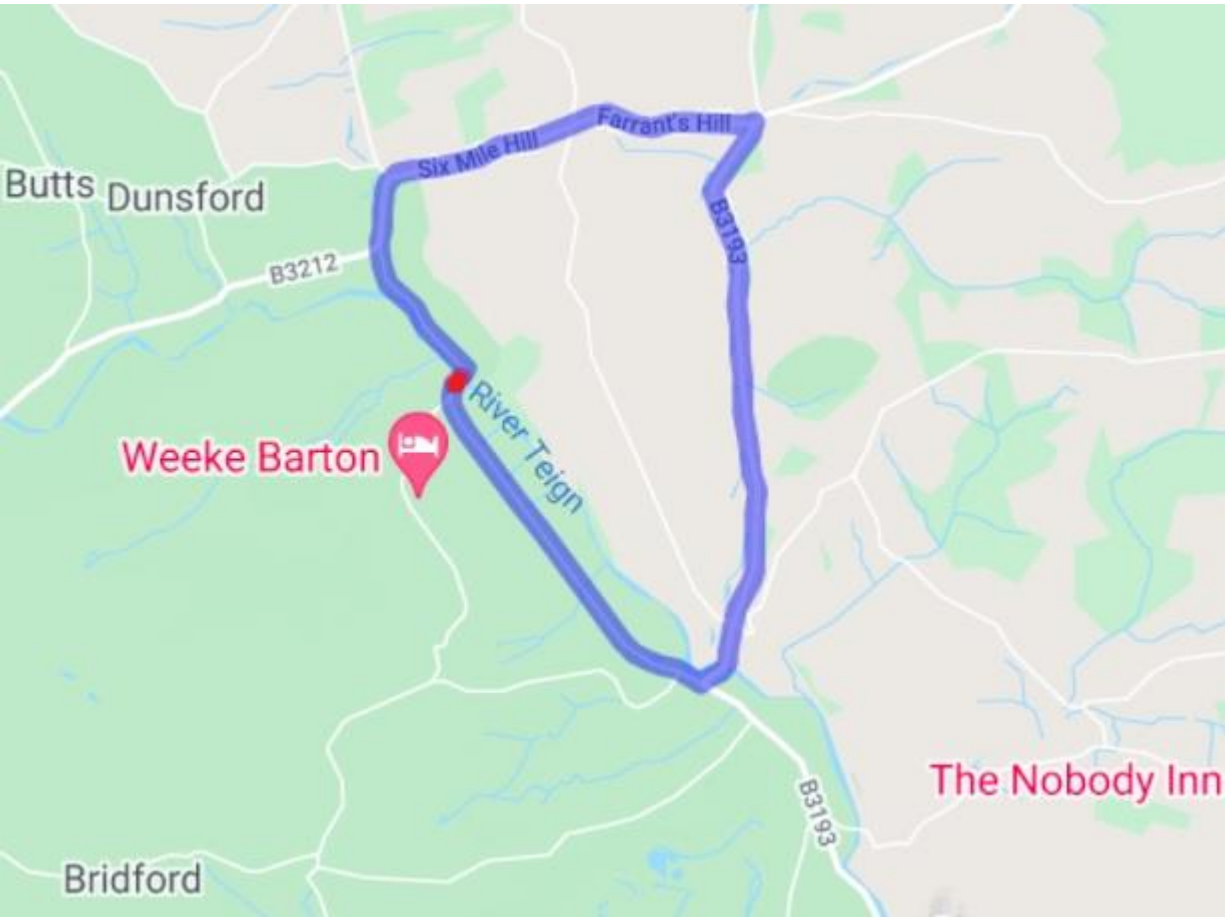 Farrant's Hill
Six Mile Hill
Butts
Dunsford
B3193
B3212
River Teign
Weeke Barton
The Nobody Inn
B3193
Bridford